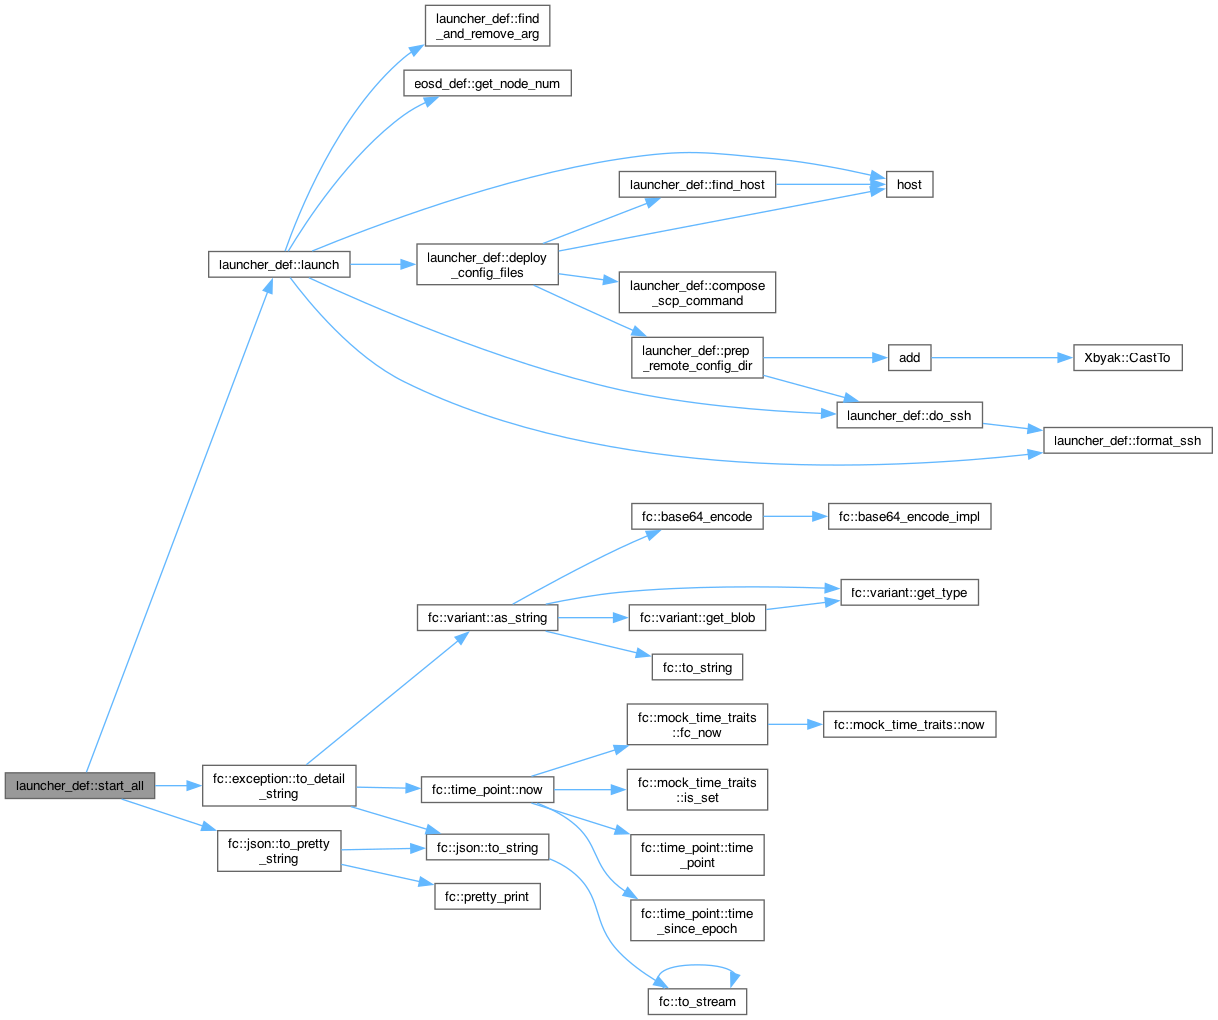 launcher_def::find
_and_remove_arg
eosd_def::get_node_num
launcher_def::find_host
host
launcher_def::launch
launcher_def::deploy
_config_files
launcher_def::compose
_scp_command
launcher_def::prep
_remote_config_dir
add
Xbyak::CastTo
launcher_def::do_ssh
launcher_def::format_ssh
fc::base64_encode
fc::base64_encode_impl
fc::variant::as_string
fc::variant::get_type
fc::variant::get_blob
fc::to_string
fc::mock_time_traits
::fc_now
fc::mock_time_traits::now
launcher_def::start_all
fc::exception::to_detail
_string
fc::time_point::now
fc::mock_time_traits
::is_set
fc::json::to_pretty
_string
fc::json::to_string
fc::time_point::time
_point
fc::pretty_print
fc::time_point::time
_since_epoch
fc::to_stream